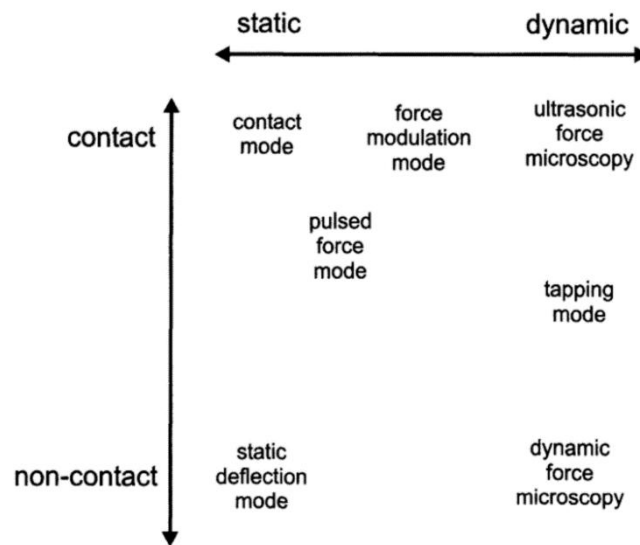 static
dynamic
contact
contact
mode
force
modulation
mode
ultrasonic
force
microscopy
pulsed
force
mode
tapping
mode
non-contact
static
deflection
mode
dynamic
force
microscopy